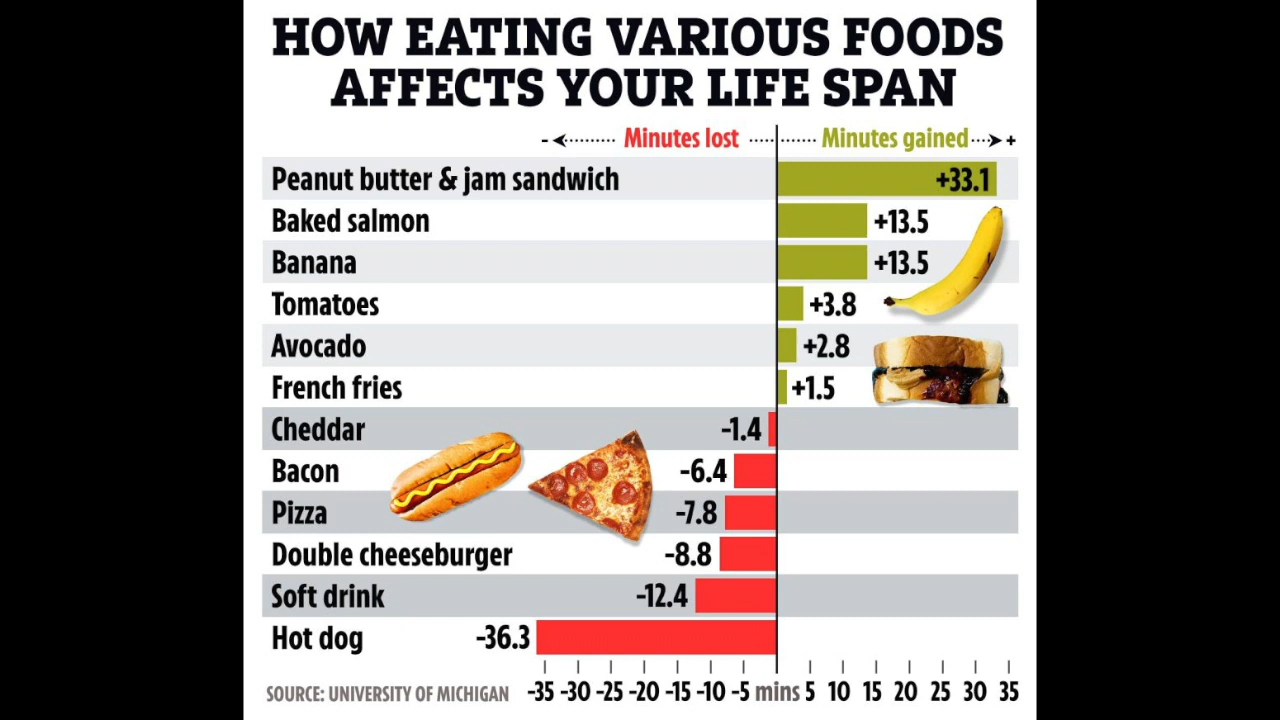 HOW EATING VARIOUS FOODS
AFFECTS YOUR LIFE SPAN
- Minutes lost Minutes gained +
Peanut butter & jam sandwich +33.1
Baked salmon +13.5
Banana +13.5
Tomatoes +3.8
Avocado +2.8
French fries +1.5
Cheddar -1.4
Bacon -6.4
Pizza -7.8
Double cheeseburger -8.8
Soft drink -12.4
Hot dog -36.3
SOURCE: UNIVERSITY OF MICHIGAN -35 -30 -25 -20 -15 -10 -5 mins 5 10 15 20 25 30 35